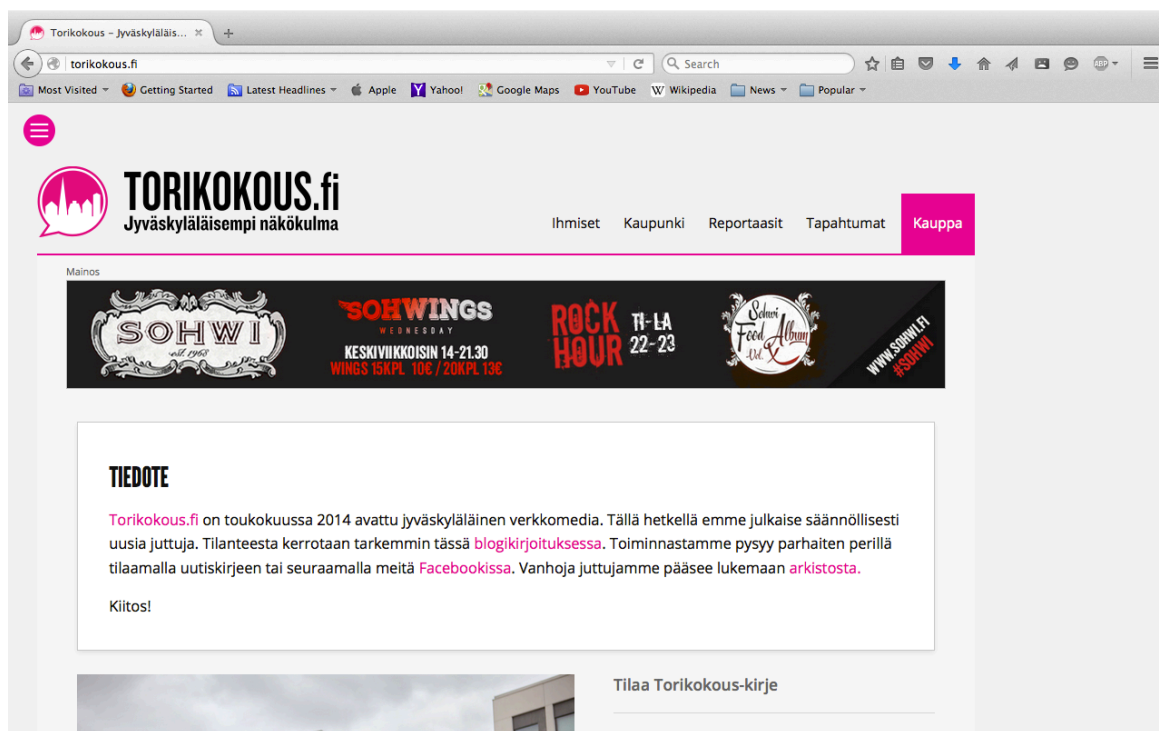 Torikokous – Jyväskyläläis...
torikokous.fi
Search
Most Visited
Getting Started
Latest Headlines
Apple
Yahoo!
Google Maps
YouTube
Wikipedia
News
Popular
TORIKOKOUS.fi
Jyväskyläläisempi näkökulma
Ihmiset Kaupunki Reportaasit Tapahtumat Kauppa
Mainos
SOHWI
est. 1968
SOHWINGS
WEDNESDAY
KESKIVIIKKOISIN 14-21.30
WINGS 15KPL 10€ / 20KPL 13€
ROCK HOUR
TI-LA
22-23
Sohwi
Food Album
Vol. X
WWW.SOHWI.FI
#SOHWI
TIEDOTE
Torikokous.fi on toukokuussa 2014 avattu jyväskyläläinen verkkomedia. Tällä hetkellä emme julkaise säännöllisesti
uusia juttuja. Tilanteesta kerrotaan tarkemmin tässä blogikirjoituksessa. Toiminnastamme pysyy parhaiten perillä
tilaamalla uutiskirjeen tai seuraamalla meitä Facebookissa. Vanhoja juttujamme pääsee lukemaan arkistosta.
Kiitos!
Tilaa Torikokous-kirje